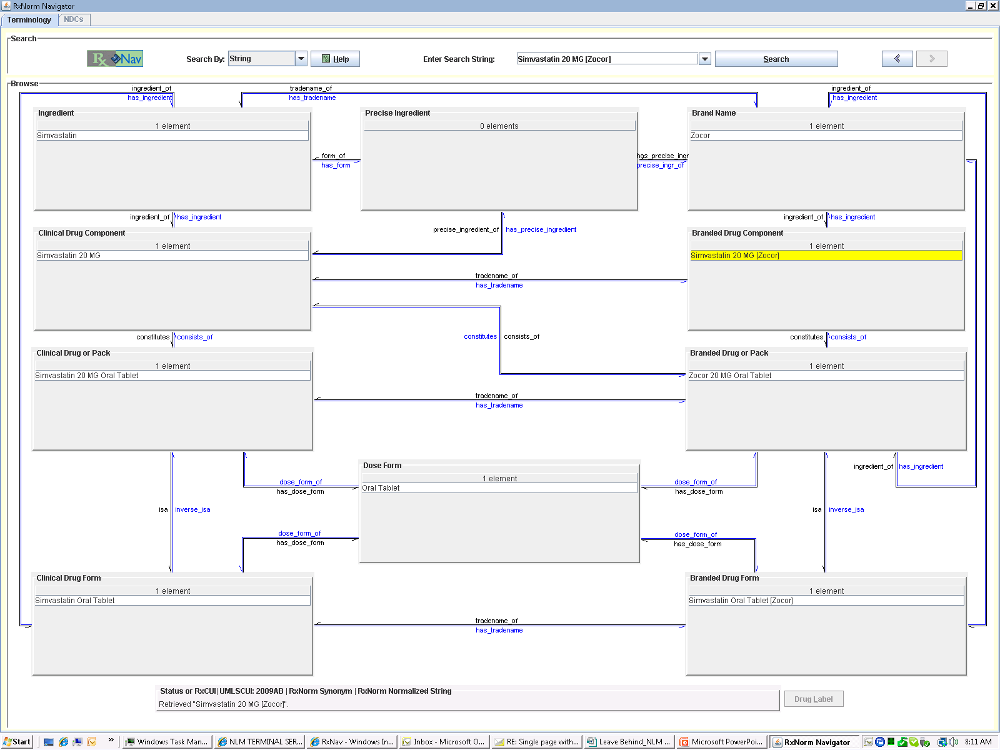 RxNorm Navigator
Terminology NDCs
Search
Rx Nav Search By: String Help Enter Search String: Simvastatin 20 MG [Zocor] Search
Browse
ingredient_of tradename_of ingredient_of
has_ingredient has_tradename has_ingredient
Ingredient Precise Ingredient Brand Name
1 element 0 elements 1 element
Simvastatin Zocor
form_of has_precise_ingr
has_form precise_ingr_of
ingredient_of has_ingredient ingredient_of has_ingredient
precise_ingredient_of has_precise_ingredient
Clinical Drug Component Branded Drug Component
1 element 1 element
Simvastatin 20 MG Simvastatin 20 MG [Zocor]
tradename_of
has_tradename
constitutes consists_of constitutes consists_of constitutes consists_of
Clinical Drug or Pack Branded Drug or Pack
1 element 1 element
Simvastatin 20 MG Oral Tablet Zocor 20 MG Oral Tablet
tradename_of
has_tradename
Dose Form ingredient_of has_ingredient
1 element
dose_form_of Oral Tablet dose_form_of
has_dose_form has_dose_form
isa inverse_isa isa inverse_isa
dose_form_of dose_form_of
has_dose_form has_dose_form
Clinical Drug Form Branded Drug Form
1 element 1 element
Simvastatin Oral Tablet Simvastatin Oral Tablet [Zocor]
tradename_of
has_tradename
Status or RxCUI| UMLSCUI: 2009AB | RxNorm Synonym | RxNorm Normalized String
Retrieved "Simvastatin 20 MG [Zocor]".
Drug Label
Start » Windows Task Man... NLM TERMINAL SER... RxNav - Windows In... Inbox - Microsoft O... RE: Single page with... Leave Behind_NLM ... Microsoft PowerPoi... RxNorm Navigator 8:11 AM